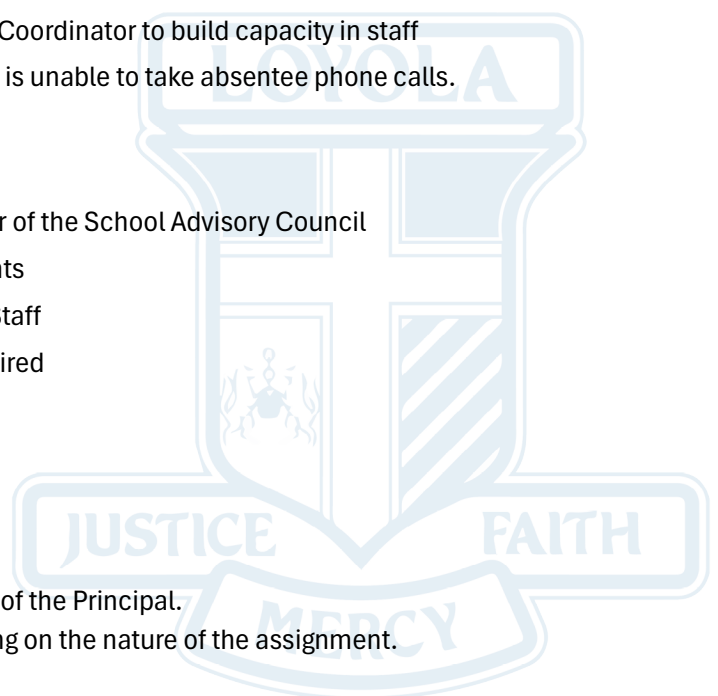 Coordinator to build capacity in staff
is unable to take absentee phone calls.
LOYOLA
r of the School Advisory Council
nts
Staff
ired
JUSTICE FAITH
of the Principal.
MERCY
ng on the nature of the assignment.